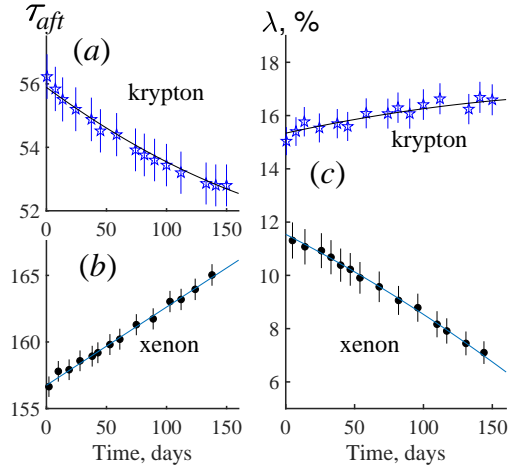 τaft
λ, %
(a)
krypton
56
54
52
0
50
100
150
(b)
xenon
165
160
155
0
50
100
150
Time, days
18
16
14
12
10
8
6
krypton
(c)
xenon
0
50
100
150
Time, days